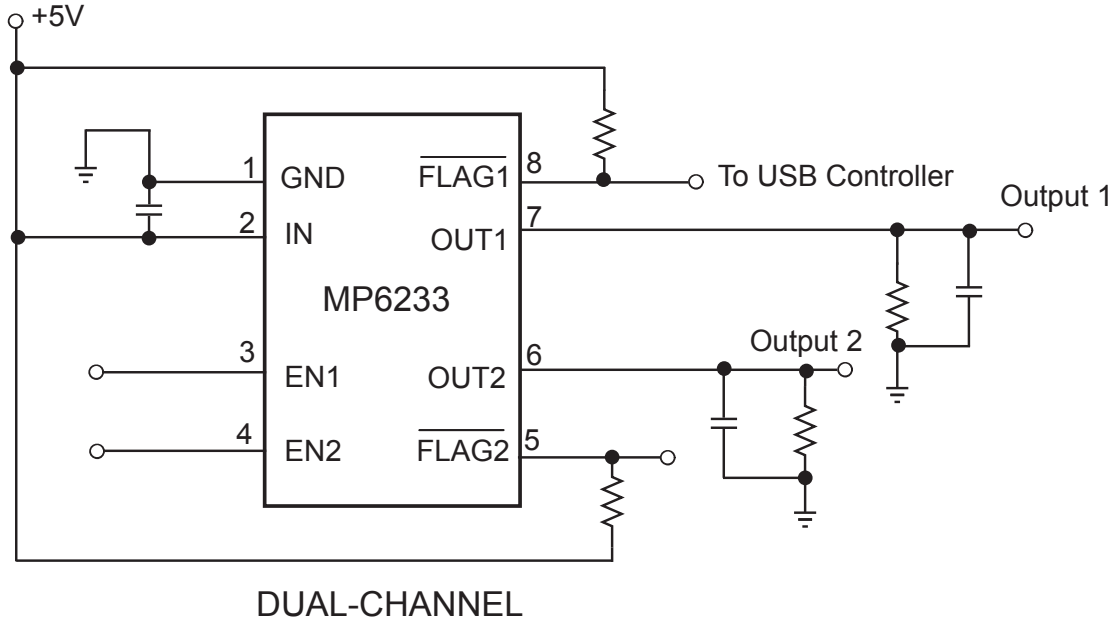 +5V
1
GND
FLAG1
8
To USB Controller
2
IN
OUT1
7
Output 1
MP6233
3
EN1
OUT2
6
Output 2
4
EN2
FLAG2
5
DUAL-CHANNEL